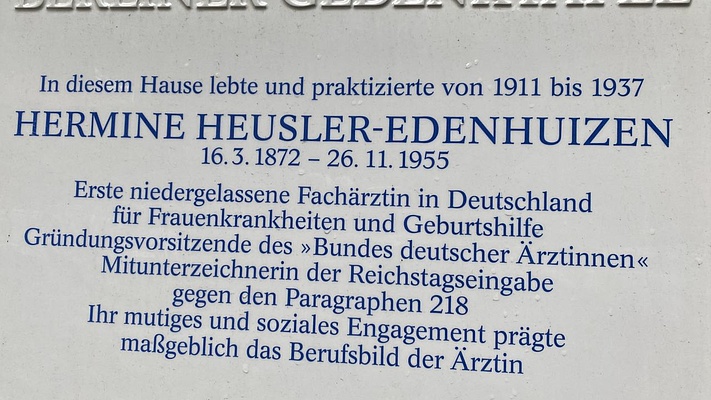 BERLINER GEDENKTAFEL
In diesem Hause lebte und praktizierte von 1911 bis 1937
HERMINE HEUSLER-EDENHUIZEN
16. 3. 1872 – 26. 11. 1955
Erste niedergelassene Fachärztin in Deutschland
für Frauenkrankheiten und Geburtshilfe
Gründungsvorsitzende des »Bundes deutscher Ärztinnen«
Mitunterzeichnerin der Reichstagseingabe
gegen den Paragraphen 218
Ihr mutiges und soziales Engagement prägte
maßgeblich das Berufsbild der Ärztin